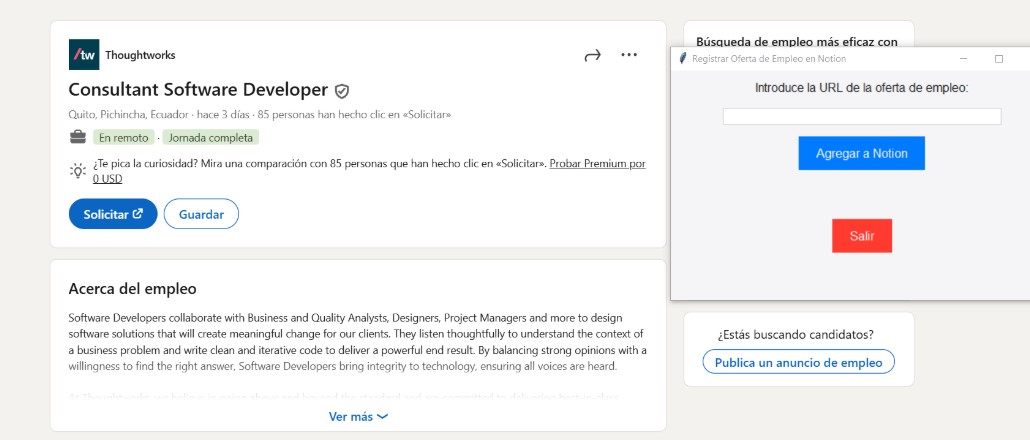 /tw Thoughtworks
Consultant Software Developer
Quito, Pichincha, Ecuador · hace 3 días · 85 personas han hecho clic en «Solicitar»
En remoto · Jornada completa
¿Te pica la curiosidad? Mira una comparación con 85 personas que han hecho clic en «Solicitar». Probar Premium por
0 USD
Solicitar Guardar
Acerca del empleo
Software Developers collaborate with Business and Quality Analysts, Designers, Project Managers and more to design
software solutions that will create meaningful change for our clients. They listen thoughtfully to understand the context of
a business problem and write clean and iterative code to deliver a powerful end result. By balancing strong opinions with a
willingness to find the right answer, Software Developers bring integrity to technology, ensuring all voices are heard.
Ver más
Búsqueda de empleo más eficaz con
Registrar Oferta de Empleo en Notion
Introduce la URL de la oferta de empleo:
Agregar a Notion
Salir
¿Estás buscando candidatos?
Publica un anuncio de empleo